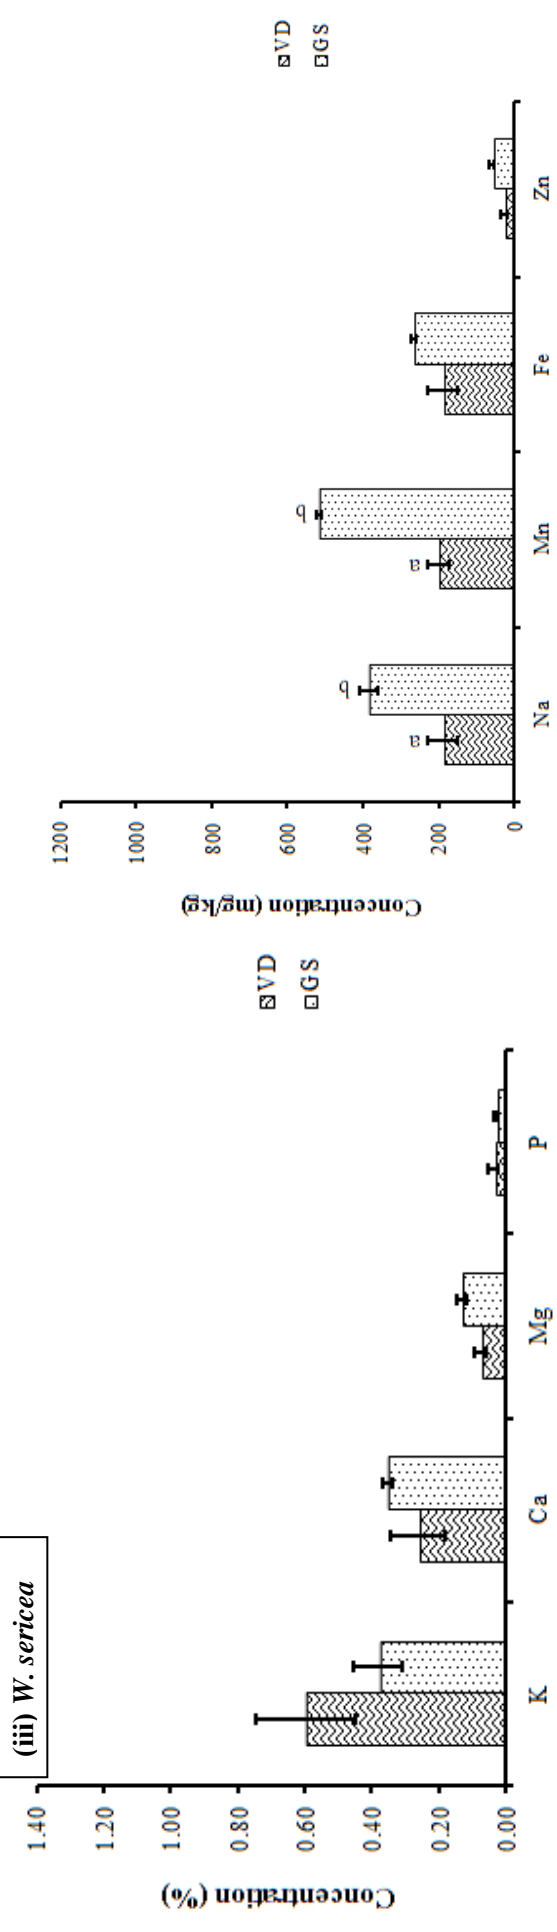 (iii) W. sericea
Concentration (%)
1.40
1.20
1.00
0.80
0.60
0.40
0.20
0.00
K
Ca
Mg
P
VD
GS
Concentration (mg/kg)
1200
1000
800
600
400
200
0
a
b
a
b
Na
Mn
Fe
Zn
VD
GS